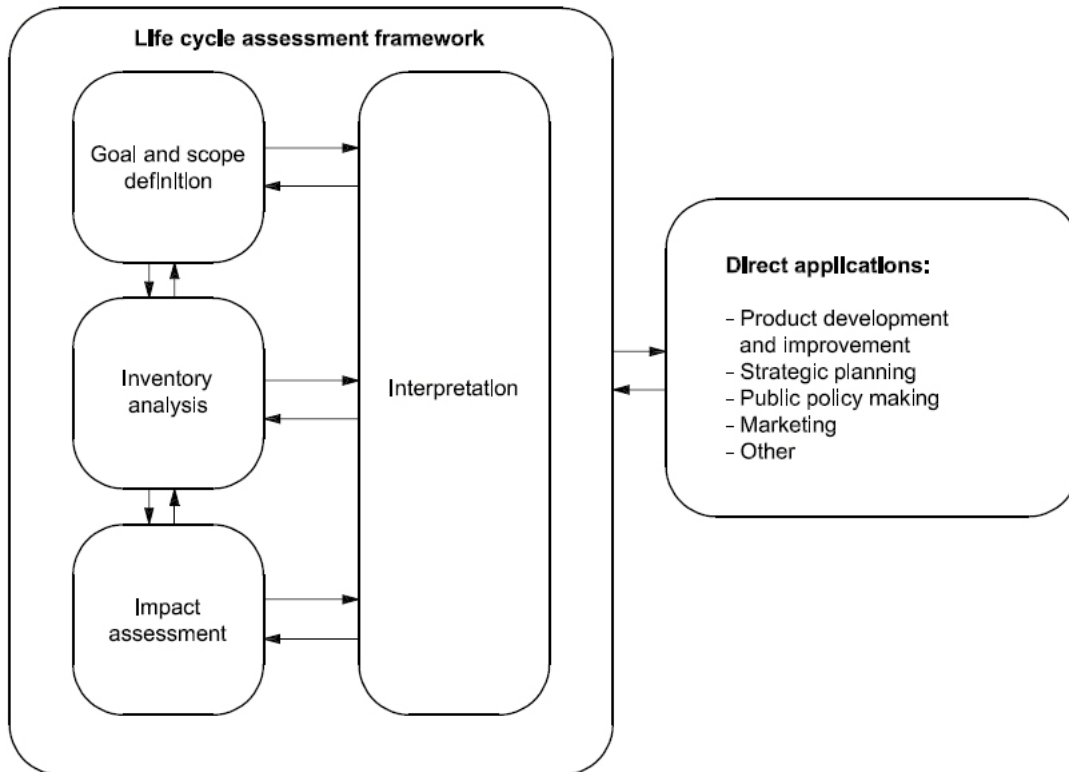 Life cycle assessment framework
Goal and scope
definition
Inventory
analysis
Impact
assessment
Interpretation
Direct applications:
– Product development
and improvement
– Strategic planning
– Public policy making
– Marketing
– Other